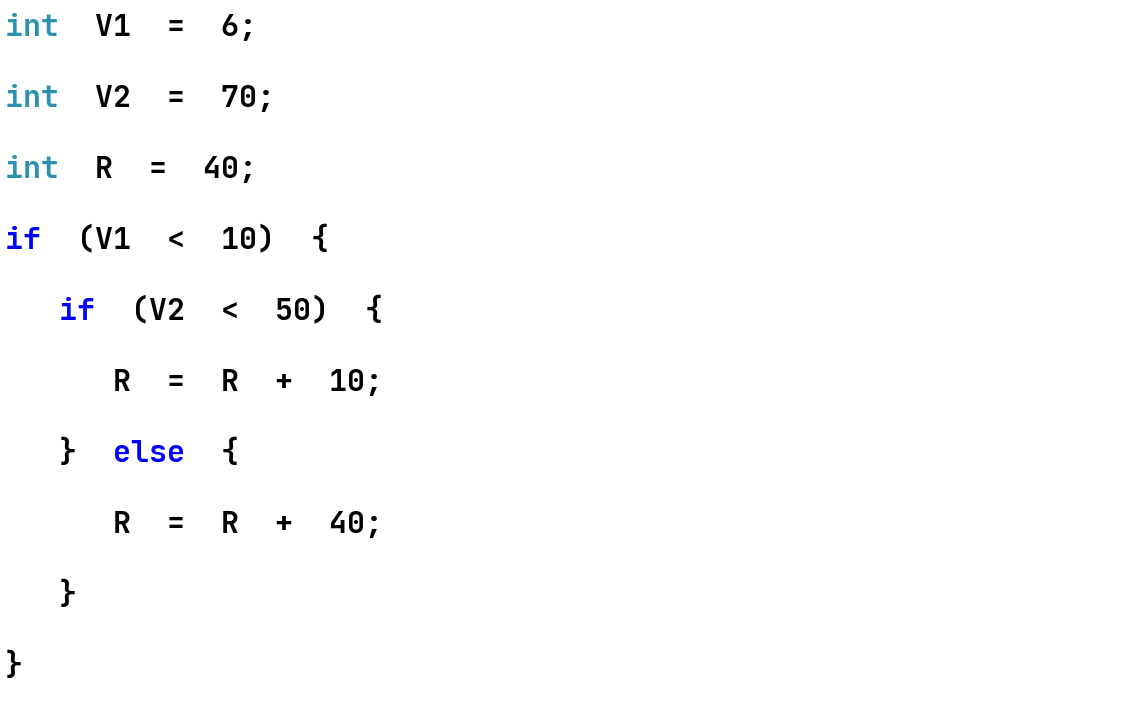 int V1 = 6;
int V2 = 70;
int R = 40;
if (V1 < 10) {
if (V2 < 50) {
R = R + 10;
} else {
R = R + 40;
}
}